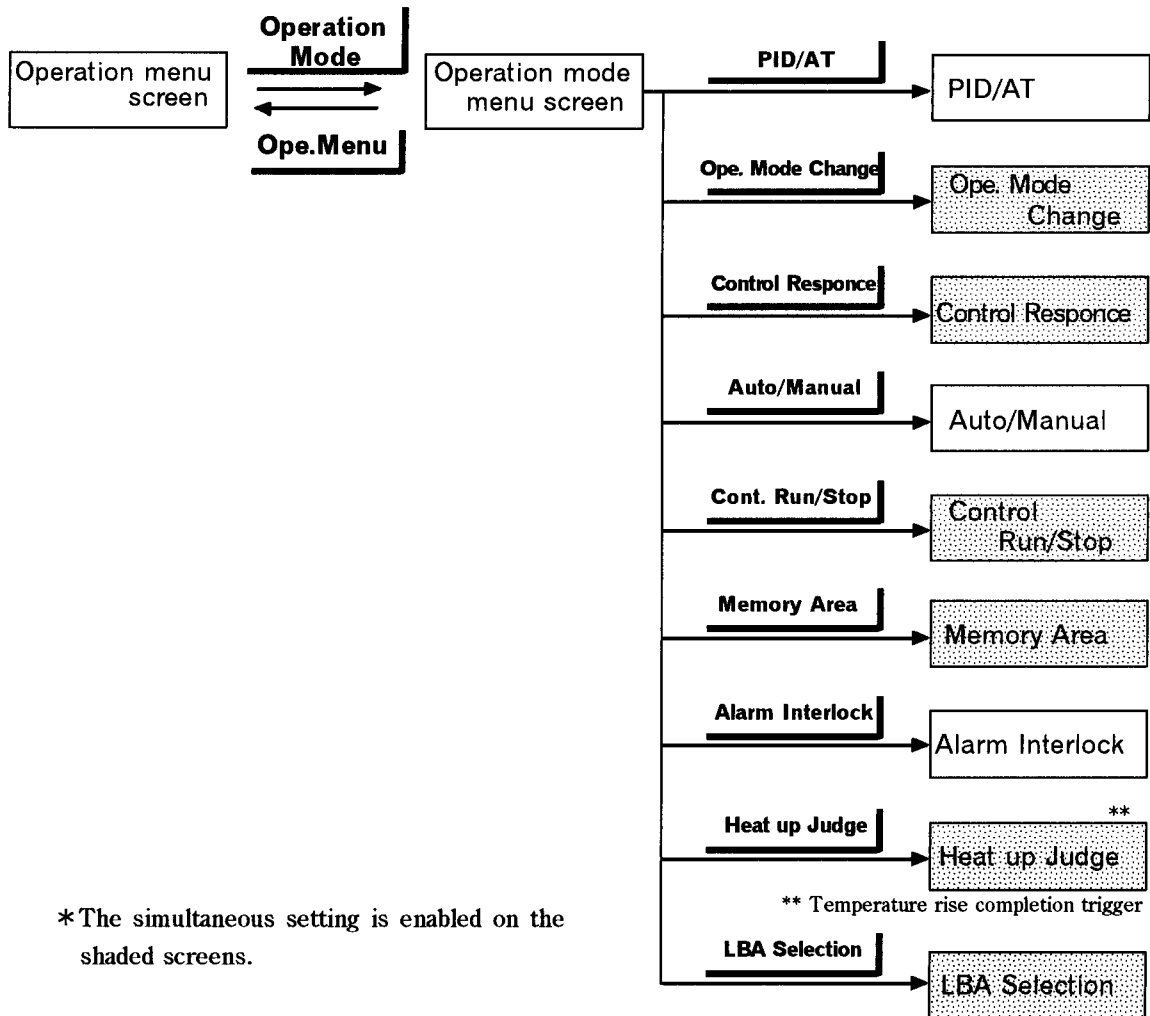 Operation
Mode
Operation menu
screen
Ope.Menu
Operation mode
menu screen
PID/AT
PID/AT
Ope. Mode Change
Ope. Mode
Change
Control Responce
Control Responce
Auto/Manual
Auto/Manual
Cont. Run/Stop
Control
Run/Stop
Memory Area
Memory Area
Alarm Interlock
Alarm Interlock
Heat up Judge
**
Heat up Judge
** Temperature rise completion trigger
*The simultaneous setting is enabled on the
shaded screens.
LBA Selection
LBA Selection